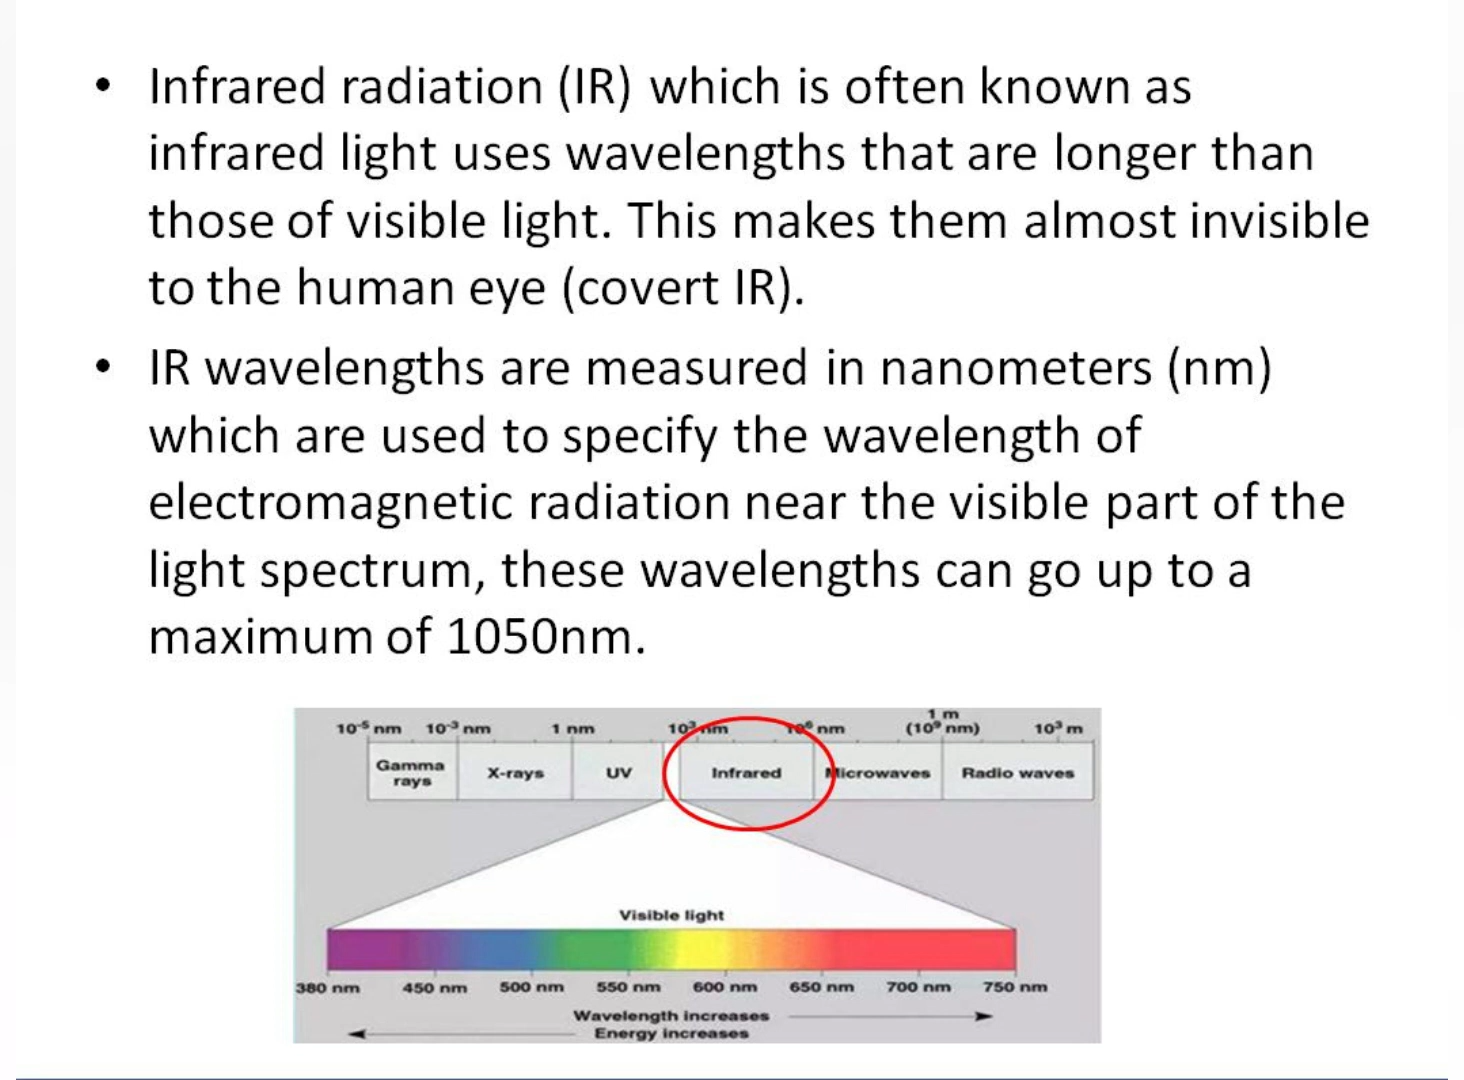 • Infrared radiation (IR) which is often known as
infrared light uses wavelengths that are longer than
those of visible light. This makes them almost invisible
to the human eye (covert IR).
• IR wavelengths are measured in nanometers (nm)
which are used to specify the wavelength of
electromagnetic radiation near the visible part of the
light spectrum, these wavelengths can go up to a
maximum of 1050nm.
1 m
10⁻⁵ nm 10⁻³ nm 1 nm 10³ nm 10⁶ nm (10⁹ nm) 10³ m
Gamma
rays X-rays UV Infrared Microwaves Radio waves
Visible light
380 nm 450 nm 500 nm 550 nm 600 nm 650 nm 700 nm 750 nm
Wavelength increases
Energy increases